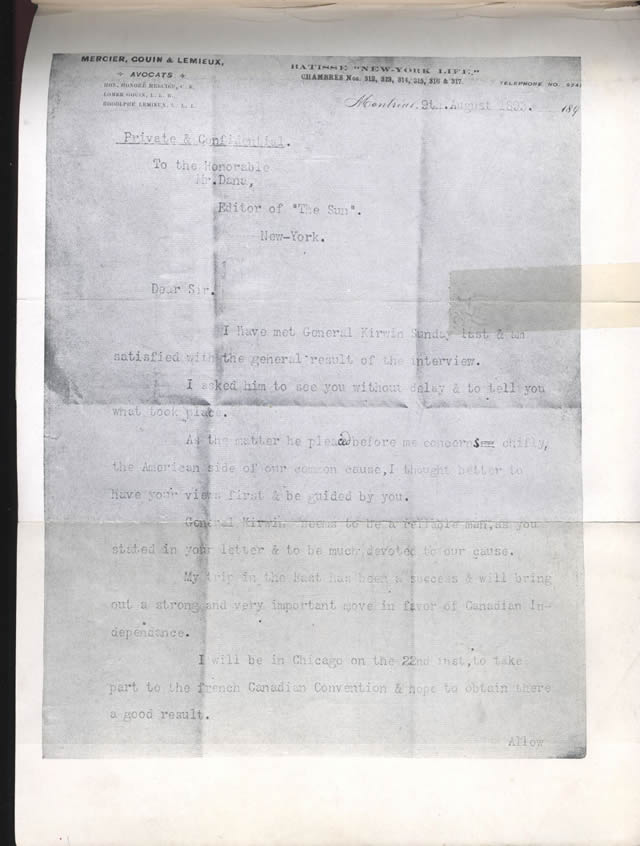 MERCIER, GOUIN & LEMIEUX,
AVOCATS
HON. HONORÉ MERCIER, C. R.
LOMER GOUIN, L. L. B.
RODOLPHE LEMIEUX, L. L. L.
BATISSE "NEW-YORK LIFE,"
CHAMBRES Nos. 312, 313, 314, 315, 316 & 317.
TELEPHONE NO.
Montreal, 9th. August 1893. 189
Private & Confidential.
To the Honorable
Mr. Dana,
Editor of "The Sun".
New-York.
Dear Sir.
I have met General Kirwin Sunday last & am
satisfied with the general result of the interview.
I asked him to see you without delay & to tell you
what took place.
As the matter he placed before me concerns chifly,
the American side of our common cause, I thought better to
have your views first & be guided by you.
General Kirwin seems to be a reliable man, as you
stated in your letter & to be much devoted to our cause.
My trip in the East has been a success & will bring
out a strong and very important move in favor of Canadian In-
dependance.
I will be in Chicago on the 22nd inst, to take
part to the french Canadian Convention & hope to obtain there
a good result.
Allow